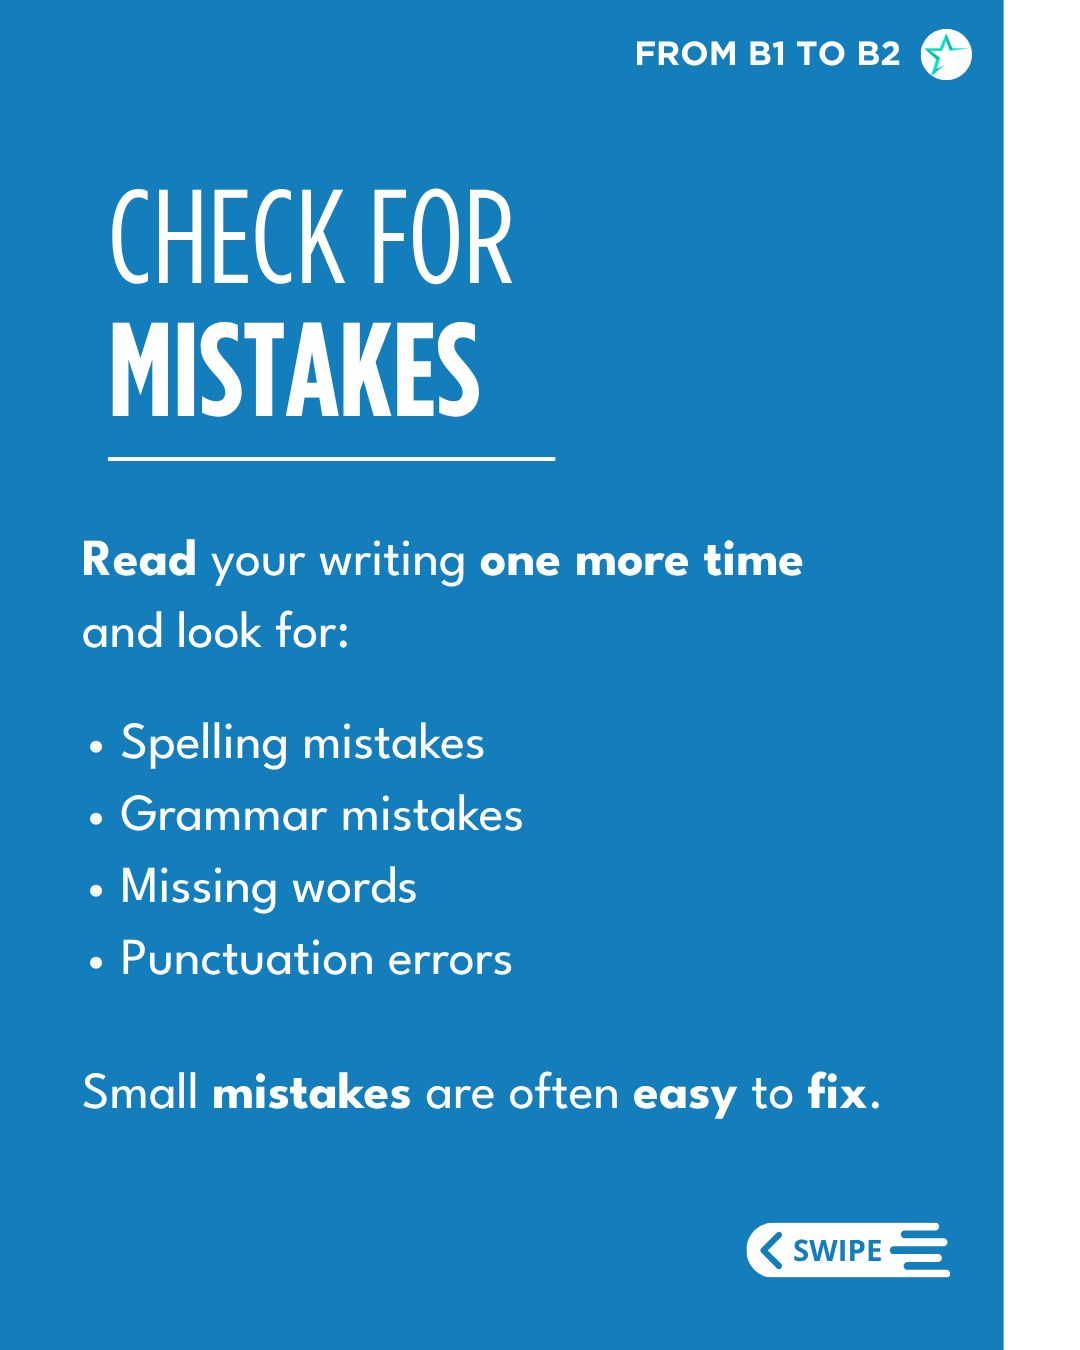 FROM B1 TO B2
CHECK FOR
MISTAKES
Read your writing one more time
and look for:
• Spelling mistakes
• Grammar mistakes
• Missing words
• Punctuation errors
Small mistakes are often easy to fix.
SWIPE